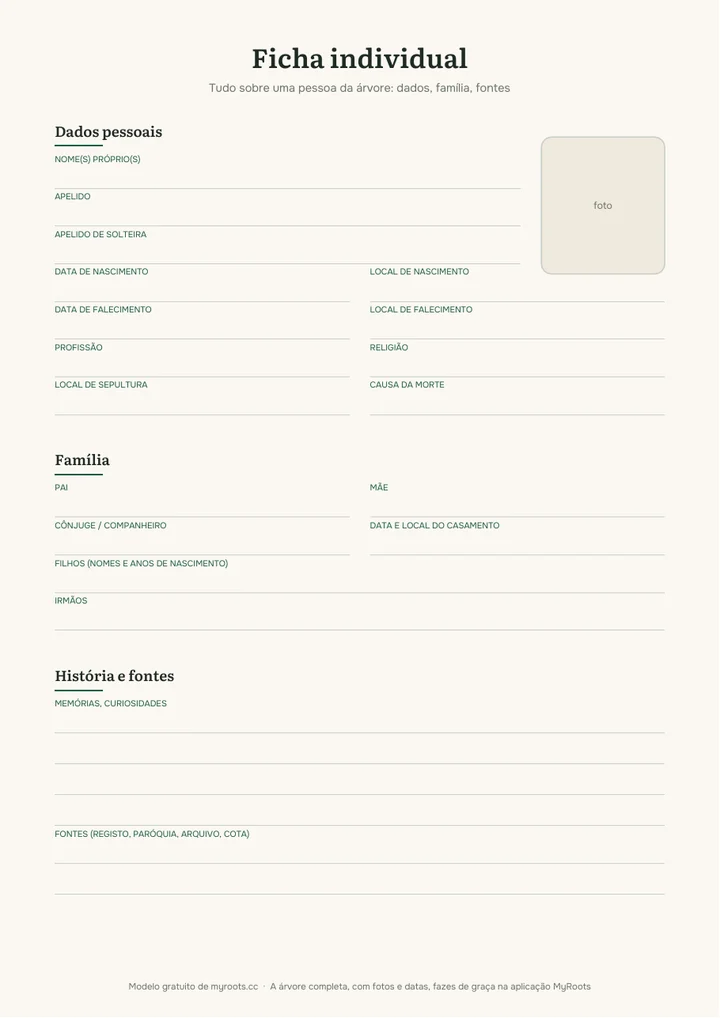 Ficha individual
Tudo sobre uma pessoa da árvore: dados, família, fontes
Dados pessoais
NOME(S) PRÓPRIO(S)
foto
APELIDO
APELIDO DE SOLTEIRA
DATA DE NASCIMENTO
LOCAL DE NASCIMENTO
DATA DE FALECIMENTO
LOCAL DE FALECIMENTO
PROFISSÃO
RELIGIÃO
LOCAL DE SEPULTURA
CAUSA DA MORTE
Família
PAI
MÃE
CÔNJUGE / COMPANHEIRO
DATA E LOCAL DO CASAMENTO
FILHOS (NOMES E ANOS DE NASCIMENTO)
IRMÃOS
História e fontes
MEMÓRIAS, CURIOSIDADES
FONTES (REGISTO, PARÓQUIA, ARQUIVO, COTA)
Modelo gratuito de myroots.cc · A árvore completa, com fotos e datas, fazes de graça na aplicação MyRoots